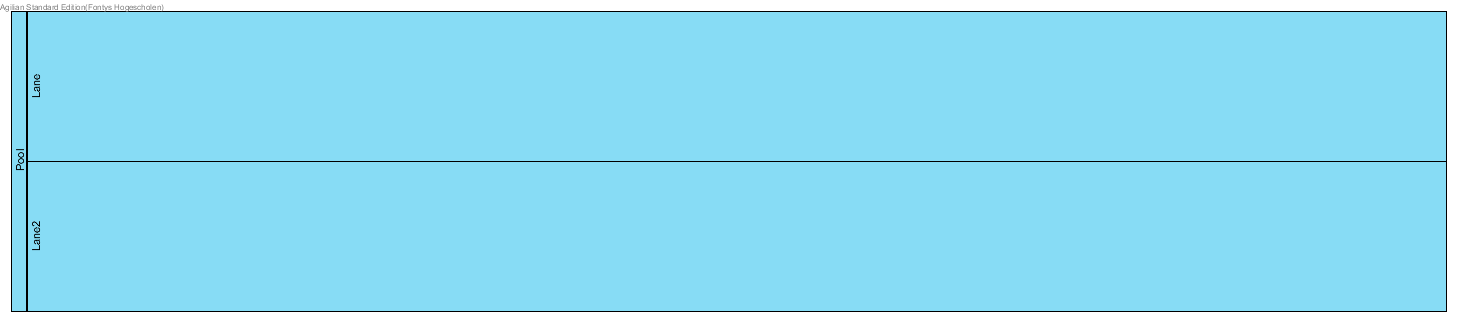 Agilian Standard Edition(Fontys Hogescholen)
Lane
Pool
Lane2